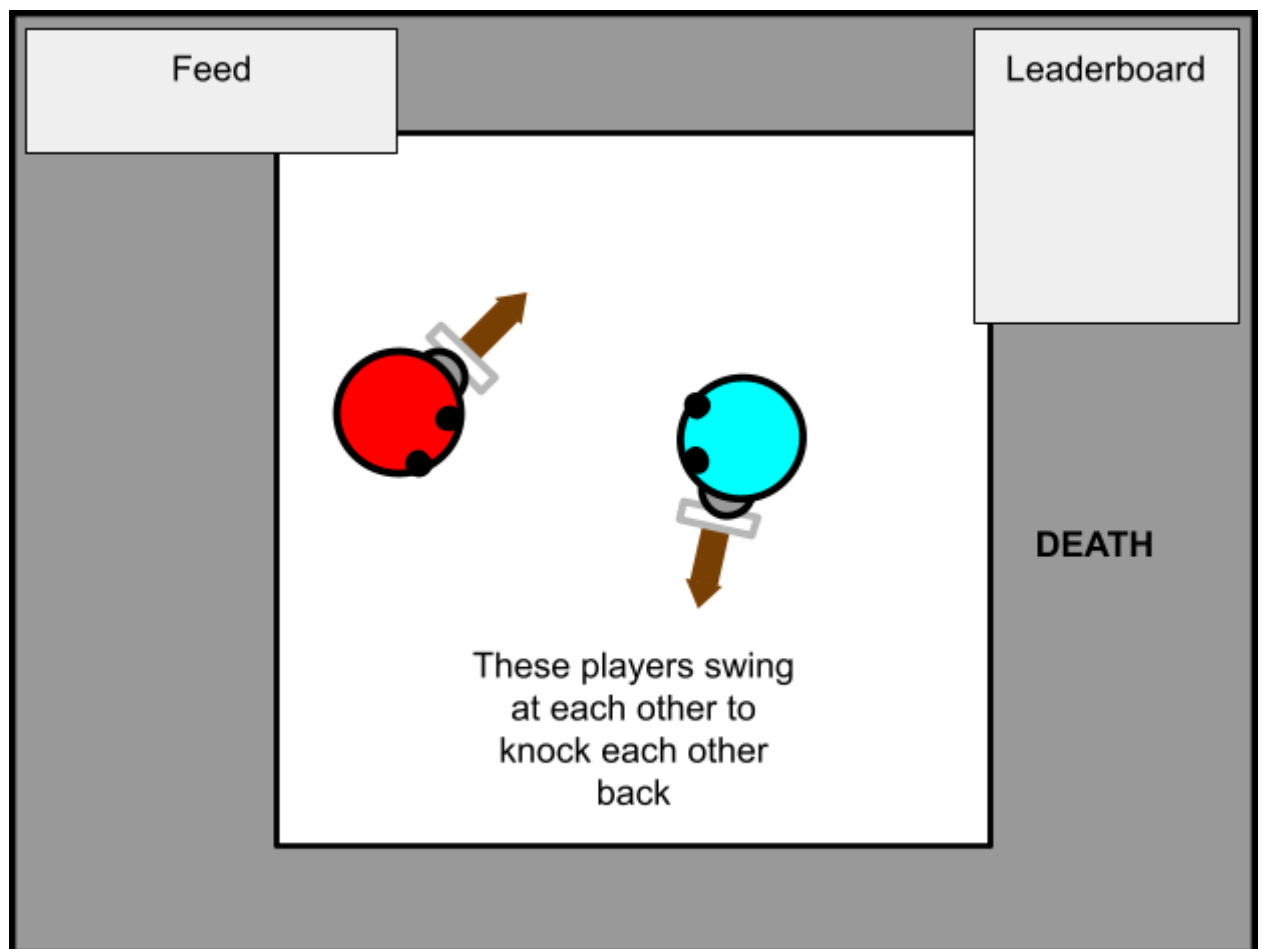 Feed
Leaderboard
DEATH
These players swing
at each other to
knock each other
back